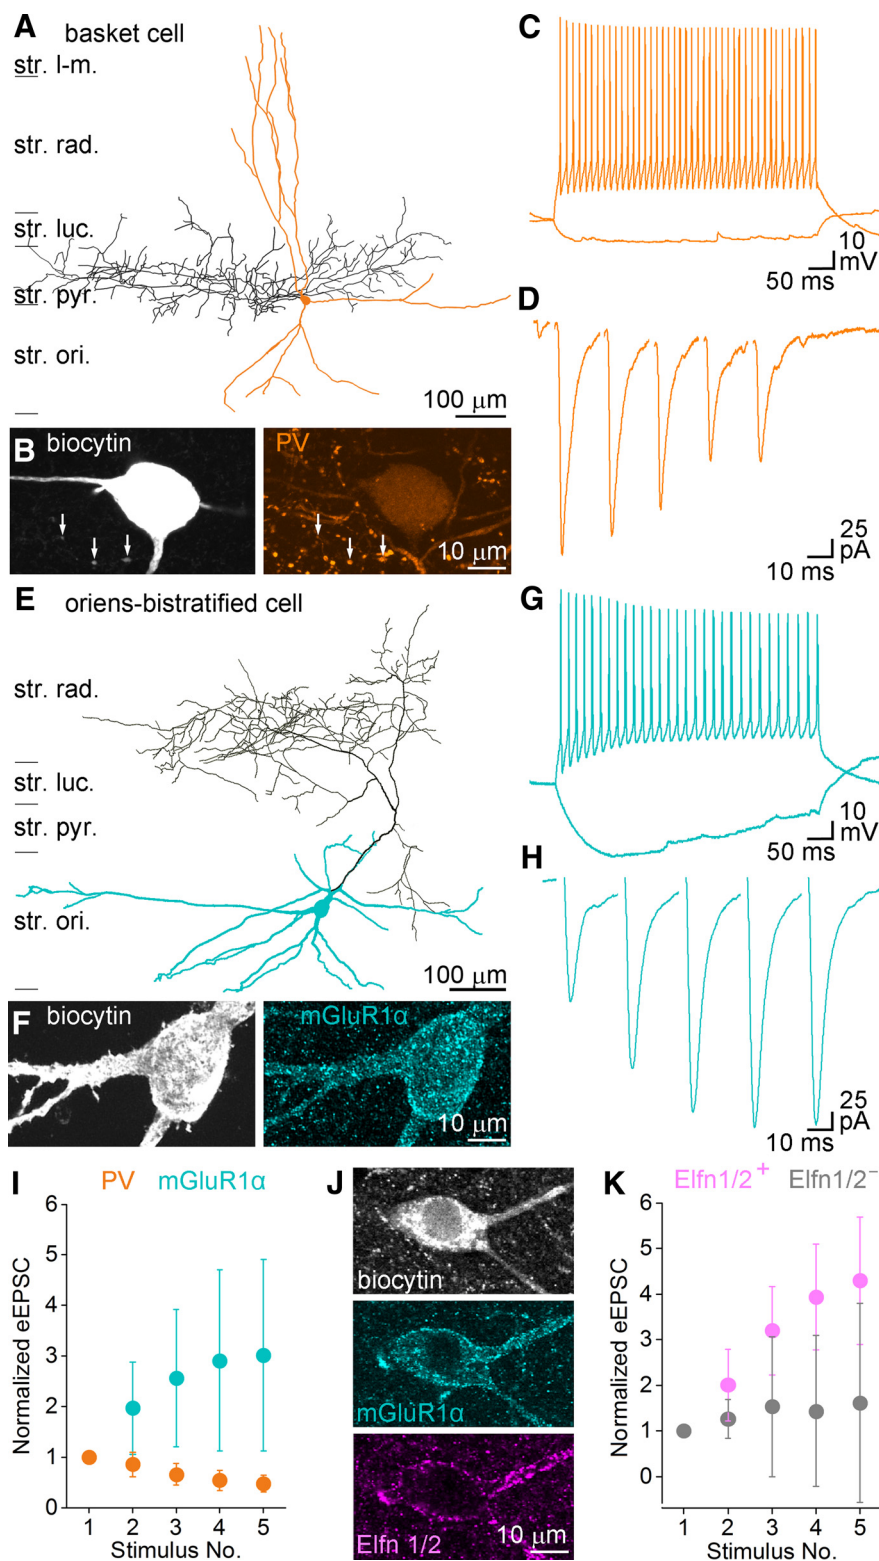 A
basket cell
str. l-m.
str. rad.
str. luc.
str. pyr.
str. ori.
100 μm
B
biocytin
PV
10 μm
C
10
mV
50 ms
D
25
pA
10 ms
E
oriens-bistratified cell
str. rad.
str. luc.
str. pyr.
str. ori.
100 μm
F
biocytin
mGluR1α
10 μm
G
10
mV
50 ms
H
25
pA
10 ms
I
PV mGluR1α
Normalized eEPSC
6
5
4
3
2
1
0
1 2 3 4 5
Stimulus No.
J
biocytin
mGluR1α
Elfn 1/2
10 μm
K
Elfn1/2⁺ Elfn1/2⁻
Normalized eEPSC
6
5
4
3
2
1
0
1 2 3 4 5
Stimulus No.